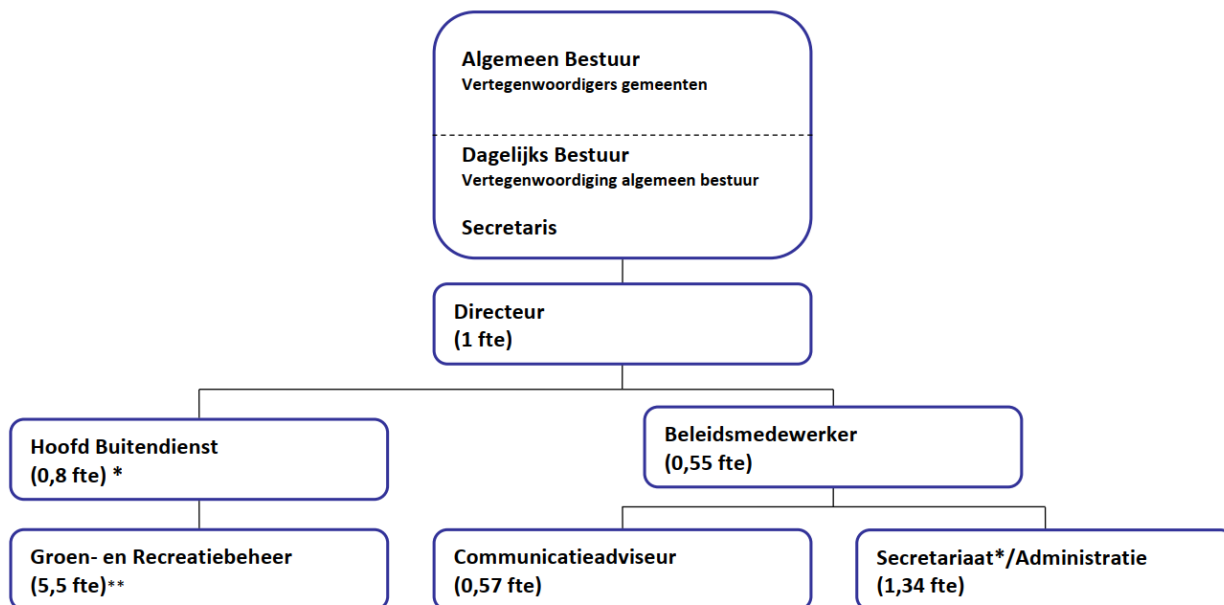 Algemeen Bestuur
Vertegenwoordigers gemeenten
Dagelijks Bestuur
Vertegenwoordiging algemeen bestuur
Secretaris
Directeur
(1 fte)
Hoofd Buitendienst
(0,8 fte) *
Beleidsmedewerker
(0,55 fte)
Groen- en Recreatiebeheer
(5,5 fte)**
Communicatieadviseur
(0,57 fte)
Secretariaat*/Administratie
(1,34 fte)